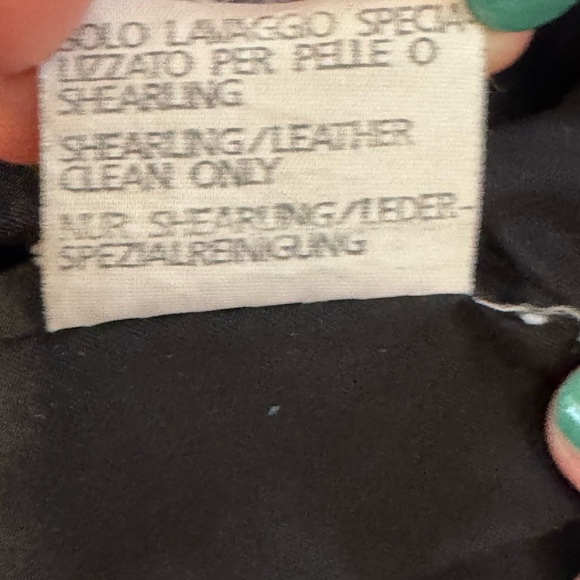 SOLO LAVAGGIO SPECIA-
LIZZATO PER PELLE O
SHEARLING
SHEARLING/LEATHER
CLEAN ONLY
NUR SHEARLING/LEDER-
SPEZIALREINIGUNG